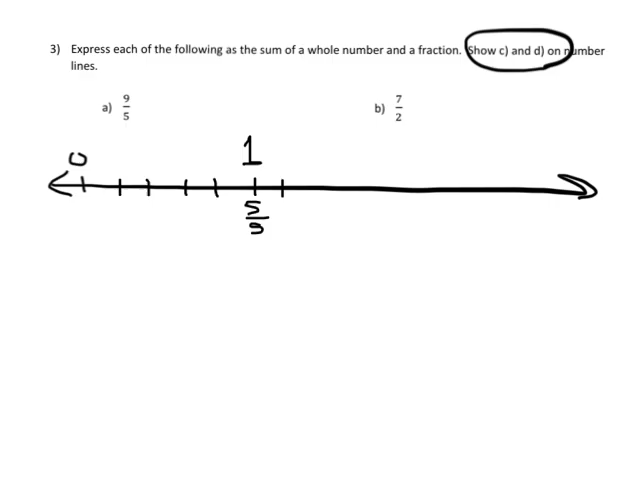 3) Express each of the following as the sum of a whole number and a fraction. Show c) and d) on number
lines.
a) 9/5 b) 7/2
0 1
5/5